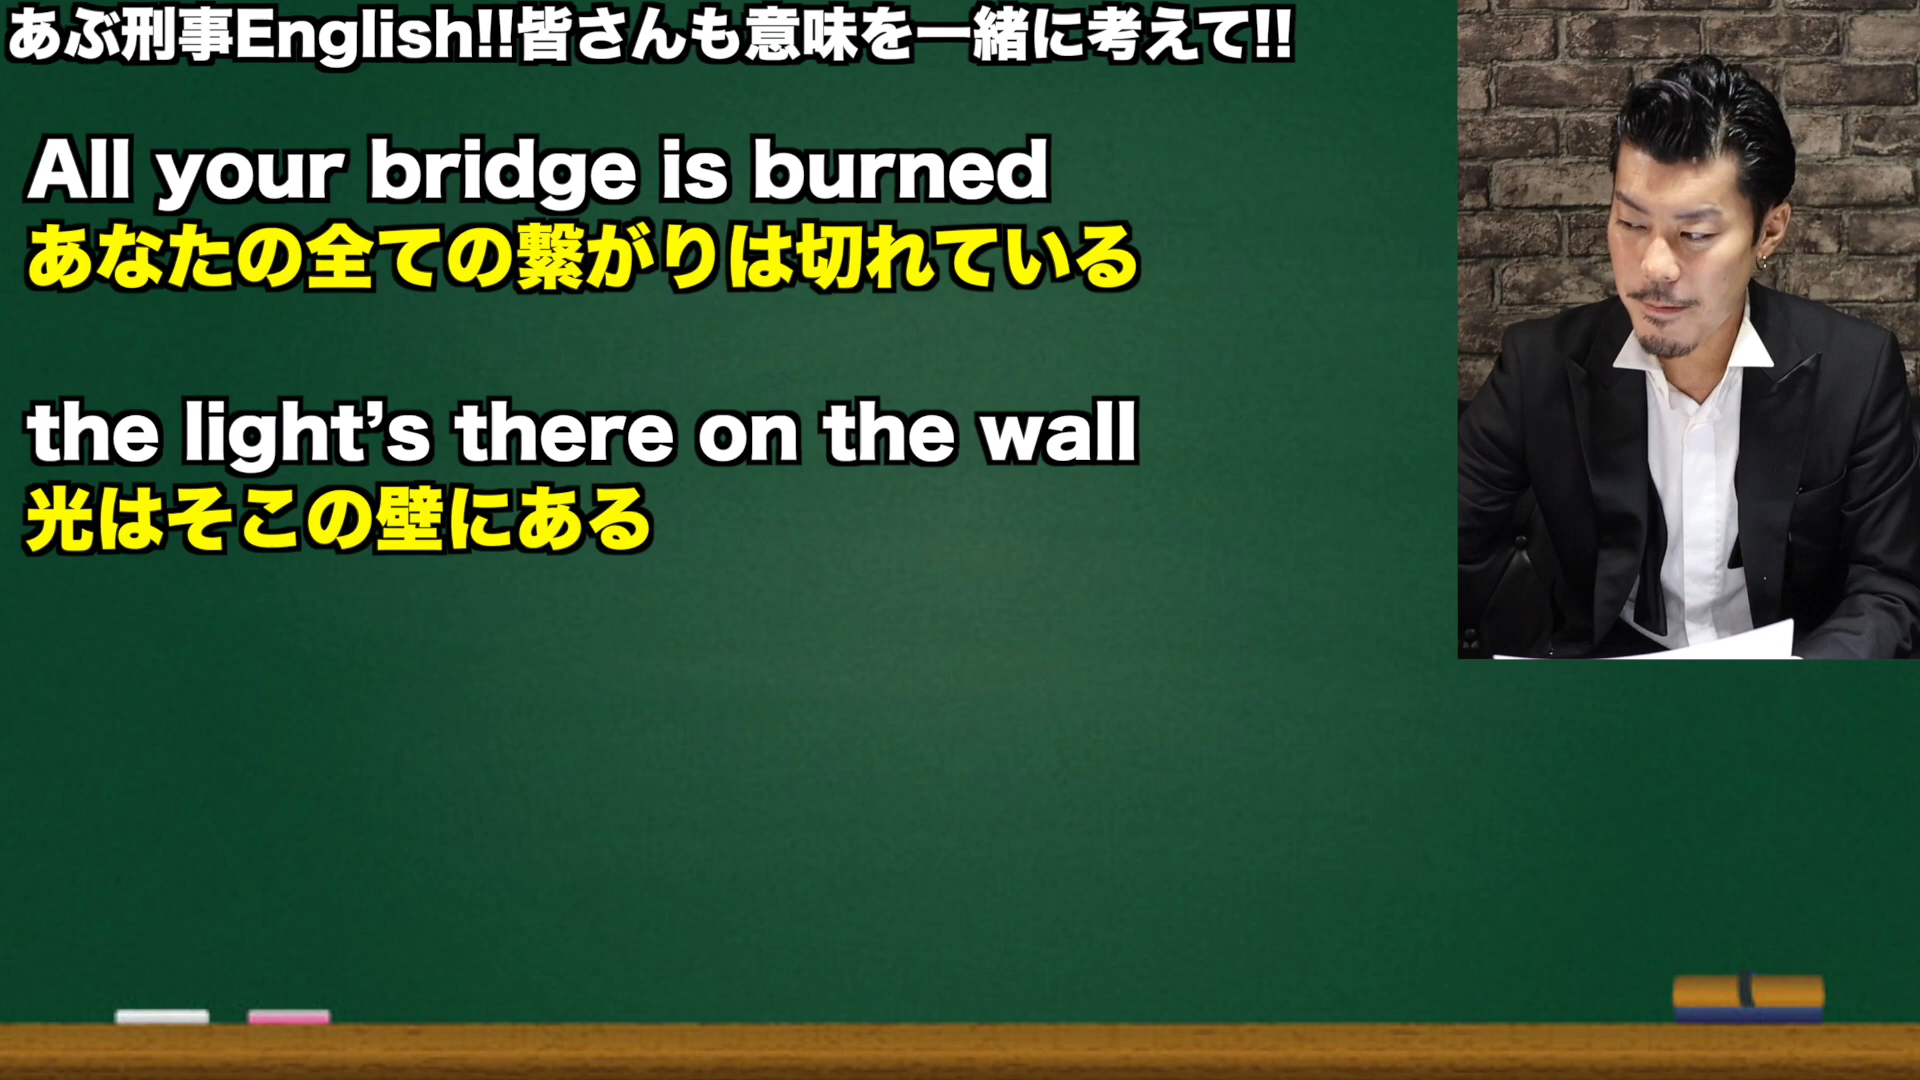 あぶ刑事English!!皆さんも意味を一緒に考えて!!
All your bridge is burned
あなたの全ての繋がりは切れている
the light’s there on the wall
光はそこの壁にある